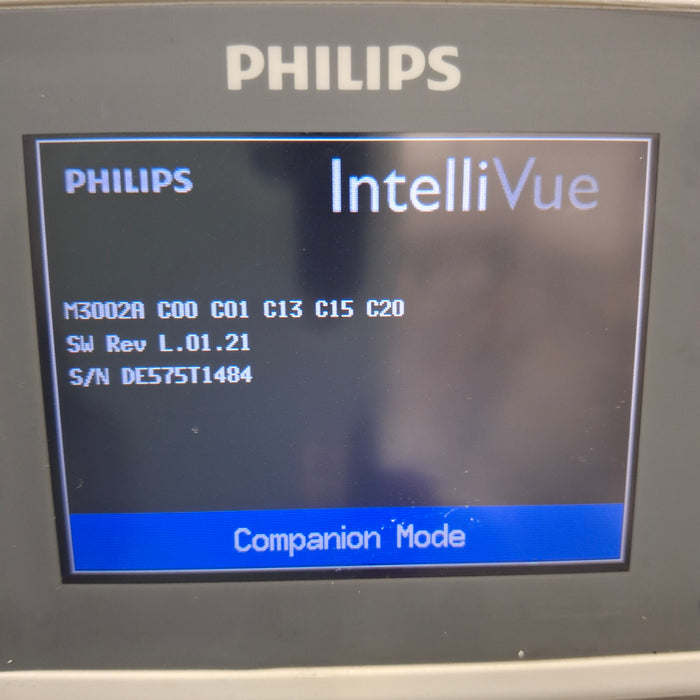 PHILIPS
PHILIPS IntelliVue
M3002A C00 C01 C13 C15 C20
SW Rev L.01.21
S/N DE575T1484
Companion Mode